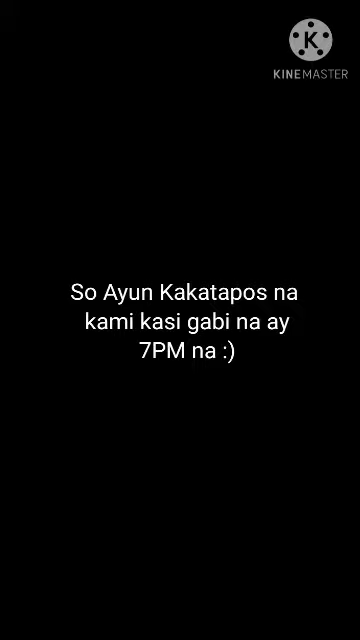 K
KINEMASTER
So Ayun Kakatapos na
kami kasi gabi na ay
7PM na :)